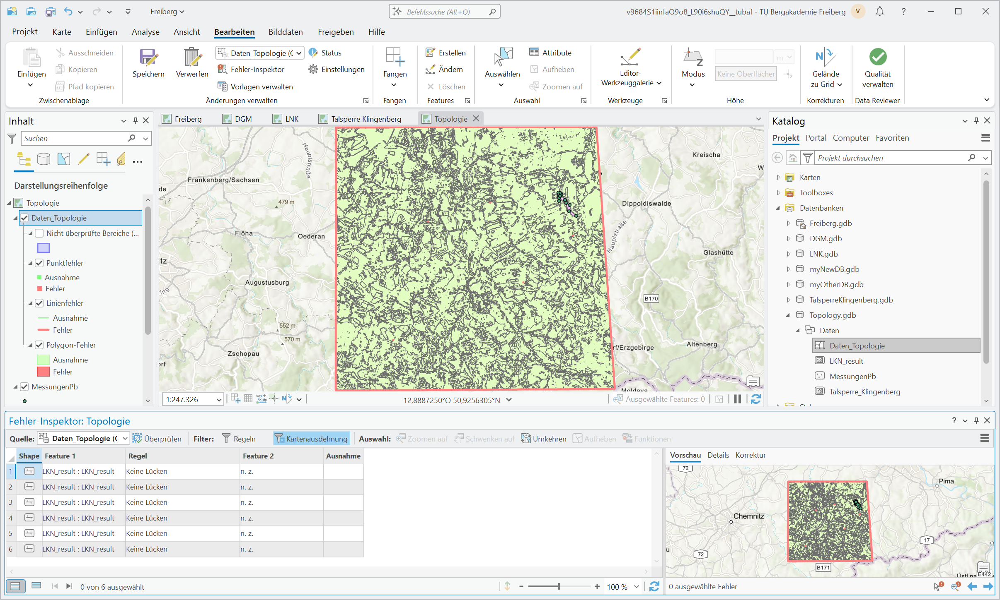 Freiberg
Befehlssuche (Alt+Q)
v9684S1iinfaO9o8_L90i6shuQY__tubaf - TU Bergakademie Freiberg
V
?
Projekt
Karte
Einfügen
Analyse
Ansicht
Bearbeiten
Bilddaten
Freigeben
Hilfe
Einfügen
Ausschneiden
Kopieren
Pfad kopieren
Zwischenablage
Speichern
Verwerfen
Daten_Topologie (G
Status
Fehler-Inspektor
Einstellungen
Vorlagen verwalten
Änderungen verwalten
Fangen
Fangen
Erstellen
Ändern
Löschen
Features
Auswählen
Attribute
Aufheben
Zoomen auf
Auswahl
Editor-
Werkzeuggalerie
Werkzeuge
Modus
m
Keine Oberflächen
Höhe
Gelände
zu Grid
Korrekturen
Qualität
verwalten
Data Reviewer
Inhalt
Suchen
Darstellungsreihenfolge
Topologie
Daten_Topologie
Nicht überprüfte Bereiche (...
Punktfehler
Ausnahme
Fehler
Linienfehler
Ausnahme
Fehler
Polygon-Fehler
Ausnahme
Fehler
MessungenPb
Freiberg
DGM
LNK
Talsperre Klingenberg
Topologie
Hauptstraße
Frankenberg/Sachsen
de
479 m
Flöha
Oederan
itz
Augustusburg
ring
552 m
570 m
Zschopau
orf
Kreischa
W
e
Dippoldiswalde
Hauptstraße
Glashütte
B170
Altenberg
rf/Erzgebirge
Moldava
1:247.326
12,8887250°O 50,9256305°N
Ausgewählte Features: 0
Katalog
Projekt
Portal
Computer
Favoriten
Projekt durchsuchen
Karten
Toolboxes
Datenbanken
Freiberg.gdb
DGM.gdb
LNK.gdb
myNewDB.gdb
myOtherDB.gdb
TalsperreKlingenberg.gdb
Topology.gdb
Daten
Daten_Topologie
LKN_result
MessungenPb
Talsperre_Klingenberg
Fehler-Inspektor: Topologie
?
Quelle: Daten_Topologie (G Überprüfen Filter: Regeln Kartenausdehnung Auswahl: Zoomen auf Schwenken auf Umkehren Aufheben Funktionen
Shape Feature 1 Regel Feature 2 Ausnahme
1 LKN_result : LKN_result Keine Lücken n. z.
2 LKN_result : LKN_result Keine Lücken n. z.
3 LKN_result : LKN_result Keine Lücken n. z.
4 LKN_result : LKN_result Keine Lücken n. z.
5 LKN_result : LKN_result Keine Lücken n. z.
6 LKN_result : LKN_result Keine Lücken n. z.
0 von 6 ausgewählt
100 %
Vorschau
Details
Korrektur
72
Pirna
Chemnitz
17
u
72
B171
Ústí na
E442
0 ausgewählte Fehler